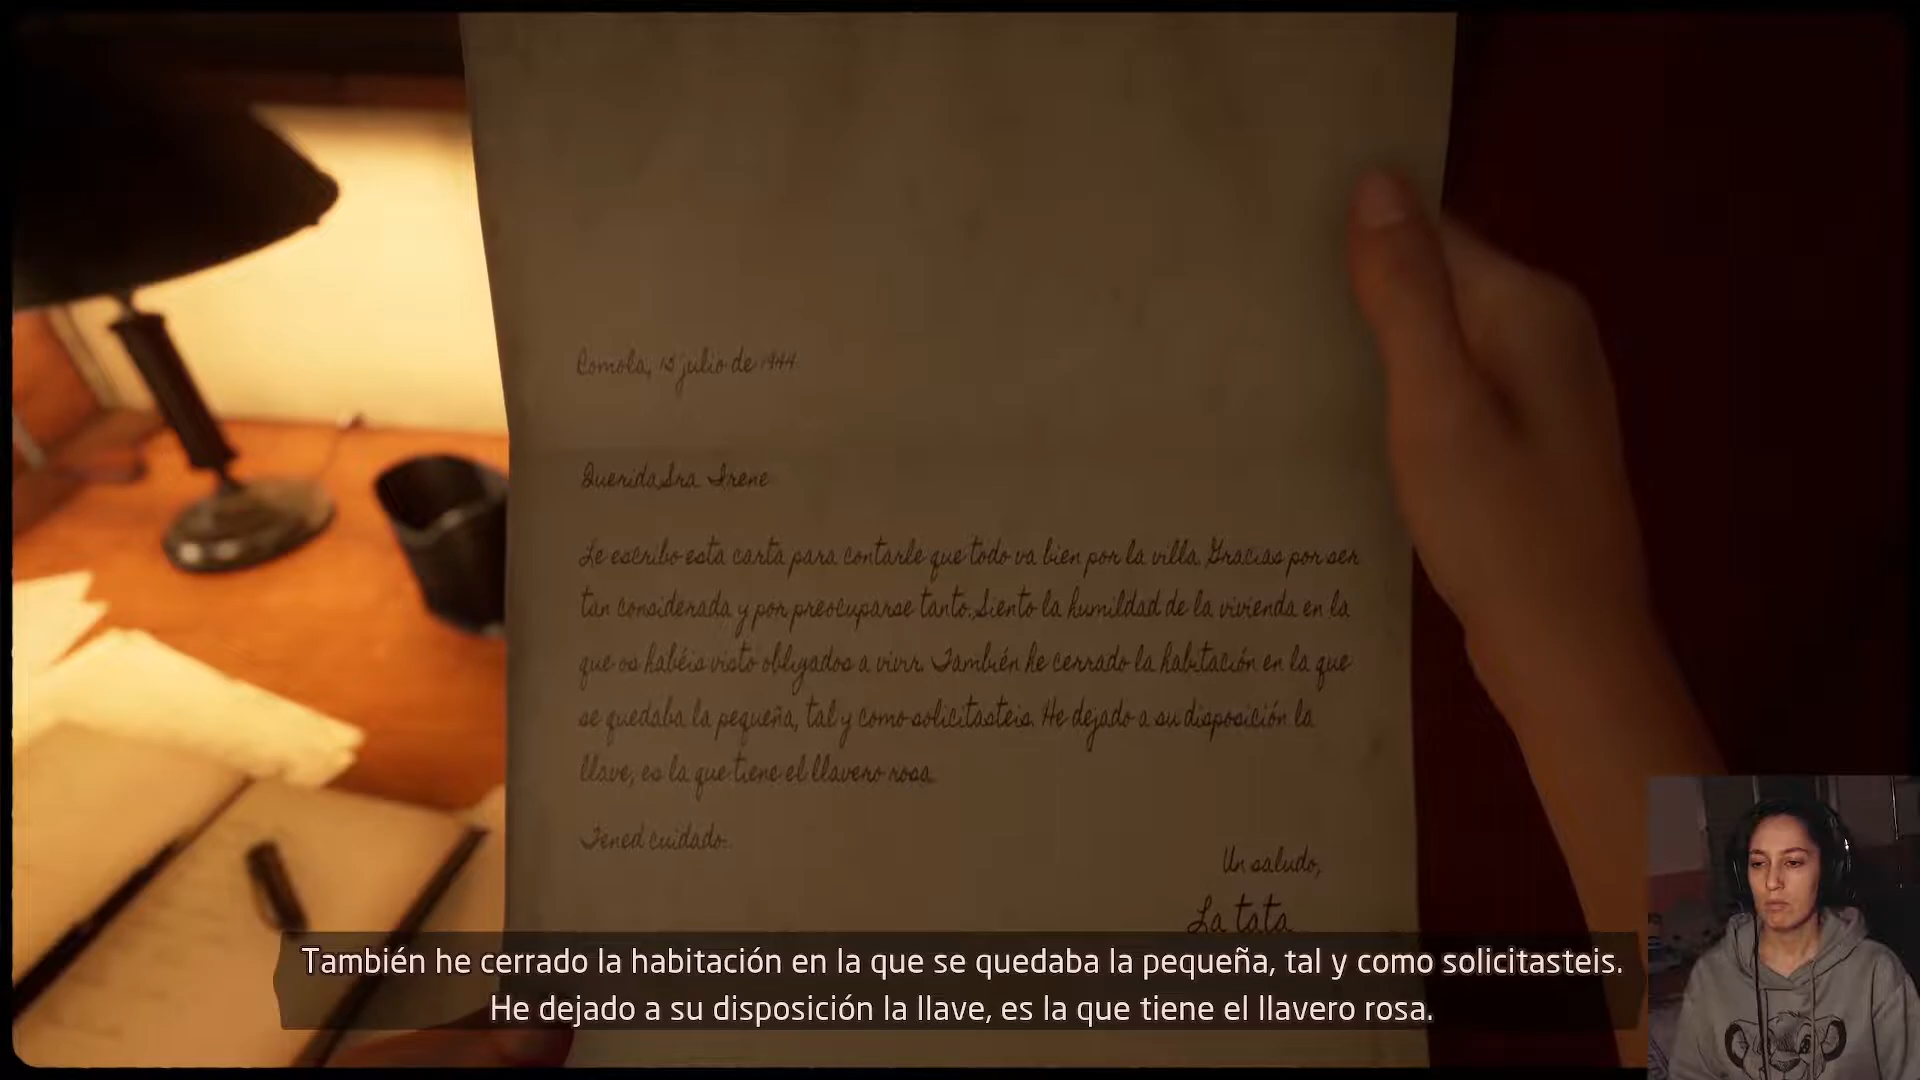 Comola, 15 julio de 1944
Querida Sra Irene
Le escribo esta carta para contarle que todo va bien por la villa. Gracias por ser
tan considerada y por preocuparse tanto. Siento la humildad de la vivienda en la
que os habéis visto obligados a vivir. También he cerrado la habitación en la que
se quedaba la pequeña, tal y como solicitasteis. He dejado a su disposición la
llave, es la que tiene el llavero rosa.
Tened cuidado.
Un saludo,
La tata
También he cerrado la habitación en la que se quedaba la pequeña, tal y como solicitasteis.
He dejado a su disposición la llave, es la que tiene el llavero rosa.